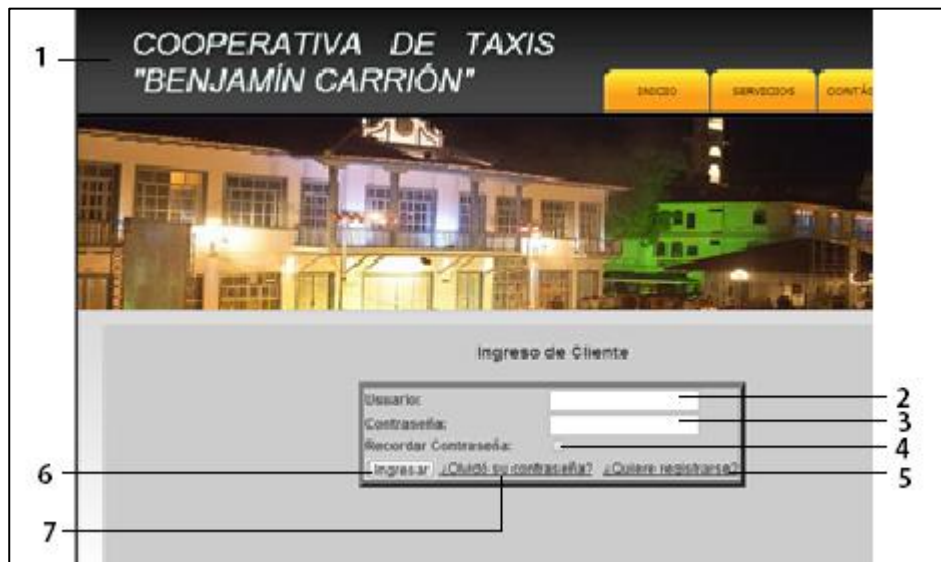 1
COOPERATIVA DE TAXIS
"BENJAMÍN CARRIÓN"
INICIO SERVICIOS CONTÁC
Ingreso de Cliente
Usuario: 2
Contraseña: 3
Recordar Contraseña: 4
6 Ingresar ¿Olvidó su contraseña? ¿Quiere registrarse? 5
7